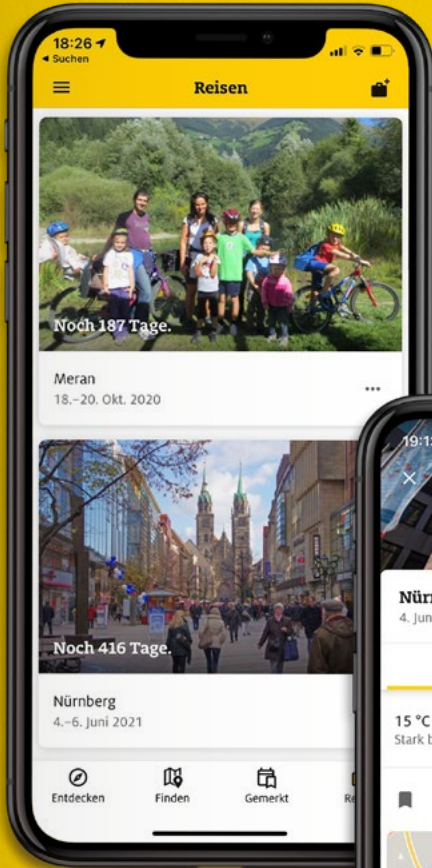 18:26
Suchen
Reisen
Noch 187 Tage.
Meran
18.–20. Okt. 2020
Noch 416 Tage.
Nürnberg
4.–6. Juni 2021
Entdecken
Finden
Gemerkt
15 °C